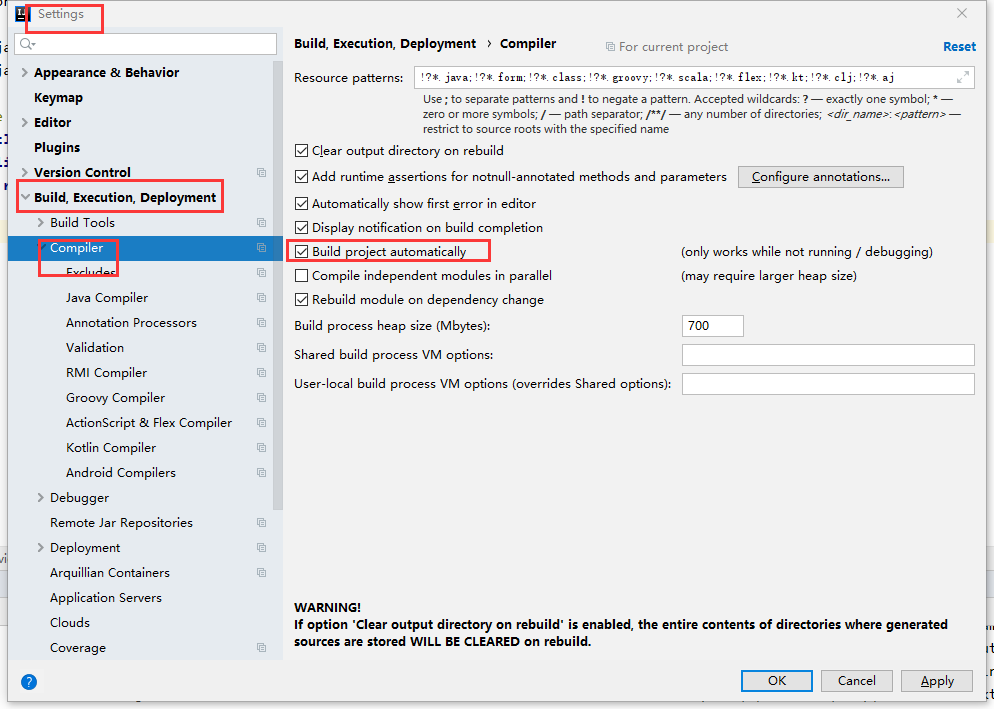 Settings
Appearance & Behavior
Keymap
Editor
Plugins
Version Control
Build, Execution, Deployment
Build Tools
Compiler
Excludes
Java Compiler
Annotation Processors
Validation
RMI Compiler
Groovy Compiler
ActionScript & Flex Compiler
Kotlin Compiler
Android Compilers
Debugger
Remote Jar Repositories
Deployment
Arquillian Containers
Application Servers
Clouds
Coverage
Build, Execution, Deployment › Compiler
For current project
Reset
Resource patterns:
!?*.java;!?*.form;!?*.class;!?*.groovy;!?*.scala;!?*.flex;!?*.kt;!?*.clj;!?*.aj
Use ; to separate patterns and ! to negate a pattern. Accepted wildcards: ? — exactly one symbol; * —
zero or more symbols; / — path separator; /**/ — any number of directories; <dir_name>:<pattern> —
restrict to source roots with the specified name
Clear output directory on rebuild
Add runtime assertions for notnull-annotated methods and parameters
Configure annotations...
Automatically show first error in editor
Display notification on build completion
Build project automatically
(only works while not running / debugging)
Compile independent modules in parallel
(may require larger heap size)
Rebuild module on dependency change
Build process heap size (Mbytes):
700
Shared build process VM options:
User-local build process VM options (overrides Shared options):
WARNING!
If option 'Clear output directory on rebuild' is enabled, the entire contents of directories where generated
sources are stored WILL BE CLEARED on rebuild.
?
OK
Cancel
Apply